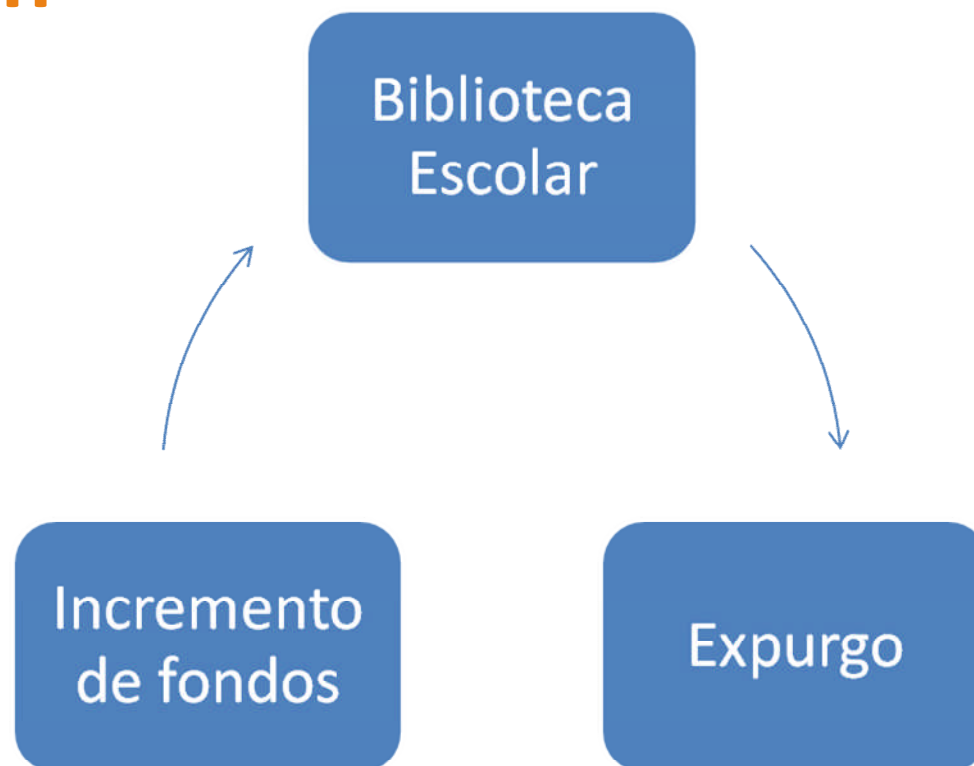 Biblioteca
Escolar
Incremento
de fondos
Expurgo